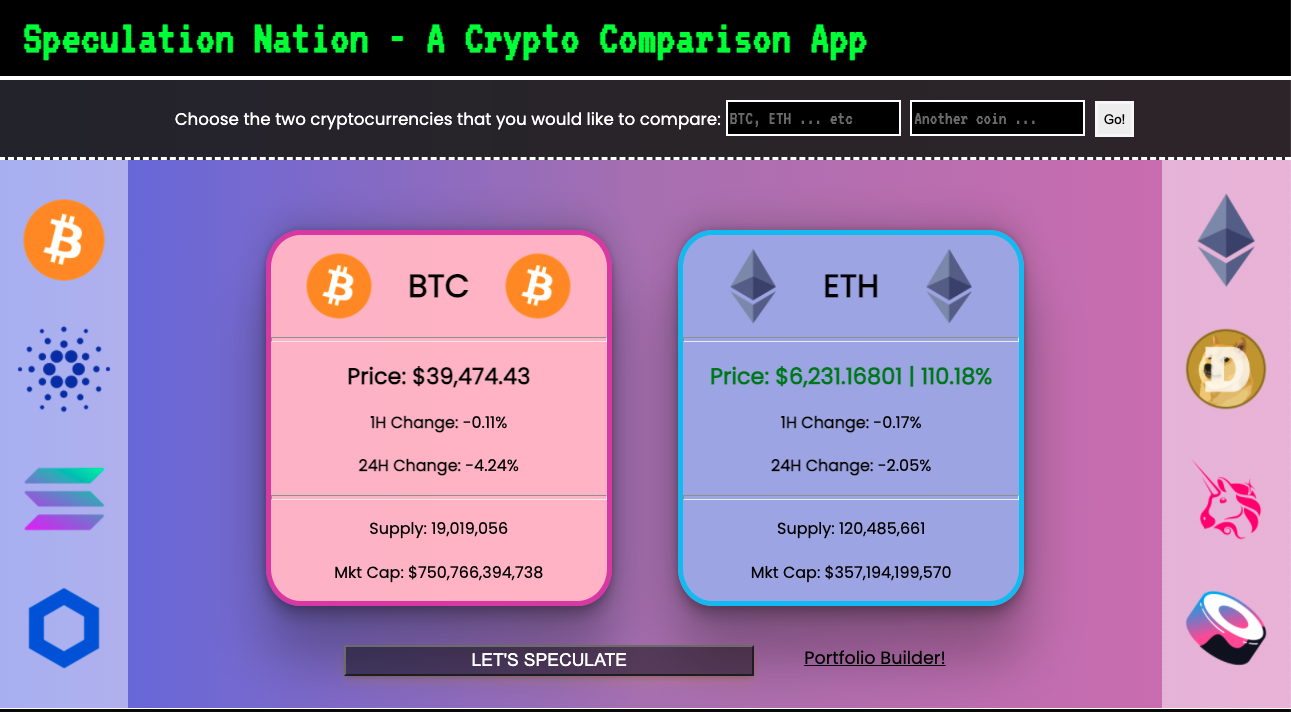 Speculation Nation - A Crypto Comparison App
Choose the two cryptocurrencies that you would like to compare: BTC, ETH ... etc Another coin ... Go!
BTC
Price: $39,474.43
1H Change: -0.11%
24H Change: -4.24%
Supply: 19,019,056
Mkt Cap: $750,766,394,738
ETH
Price: $6,231.16801 | 110.18%
1H Change: -0.17%
24H Change: -2.05%
Supply: 120,485,661
Mkt Cap: $357,194,199,570
LET'S SPECULATE
Portfolio Builder!